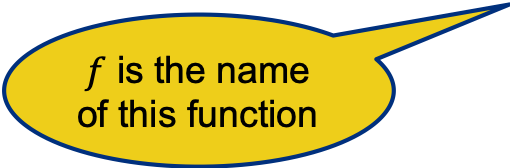 f is the name
of this function